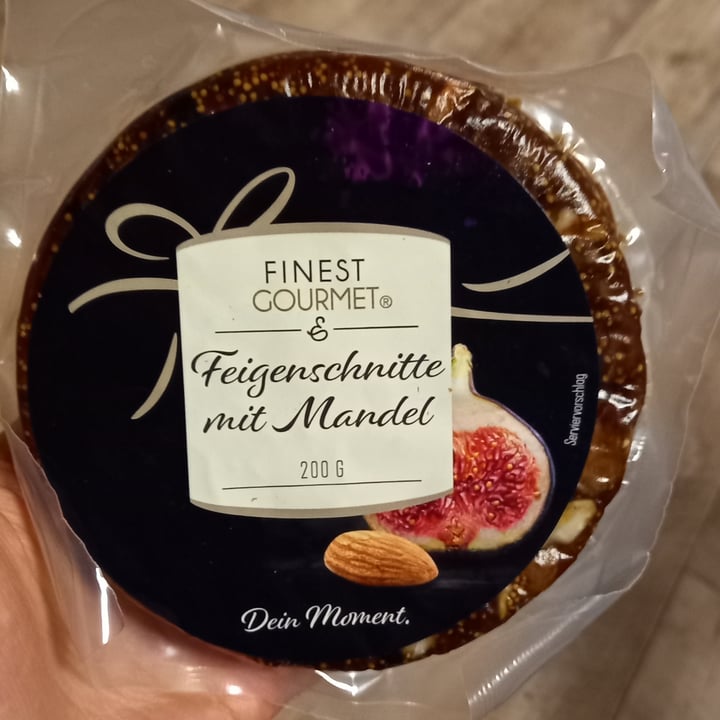 FINEST
GOURMET®
&
Feigenschnitte
mit Mandel
200 G
Serviervorschlag
Dein Moment.